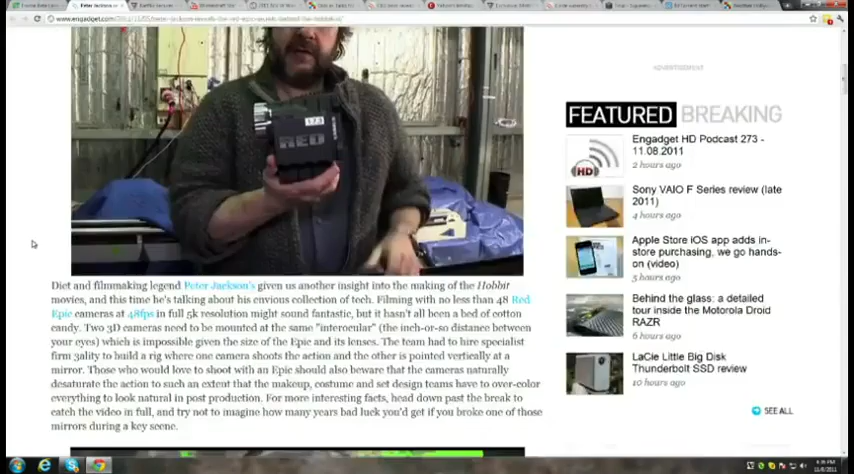 Peter Jackson
www.engadget.com/2011/11/05/peter-jackson
RED
advertisement
FEATURED BREAKING
Engadget HD Podcast 273 -
11.08.2011
2 hours ago
HD
Sony VAIO F Series review (late
2011)
4 hours ago
Apple Store iOS app adds in-
store purchasing, we go hands-
on (video)
5 hours ago
Behind the glass: a detailed
tour inside the Motorola Droid
RAZR
6 hours ago
LaCie Little Big Disk
Thunderbolt SSD review
10 hours ago
SEE ALL
Diet and filmmaking legend Peter Jackson's given us another insight into the making of the Hobbit
movies, and this time he's talking about his envious collection of tech. Filming with no less than 48 Red
Epic cameras at 48fps in full 5k resolution might sound fantastic, but it hasn't all been a bed of cotton
candy. Two 3D cameras need to be mounted at the same "interocular" (the inch-or-so distance between
your eyes) which is impossible given the size of the Epic and its lenses. The team had to hire specialist
firm 3ality to build a rig where one camera shoots the action and the other is pointed vertically at a
mirror. Those who would love to shoot with an Epic should also beware that the cameras naturally
desaturate the action to such an extent that the makeup, costume and set design teams have to over-color
everything to look natural in post production. For more interesting facts, head down past the break to
catch the video in full, and try not to imagine how many years bad luck you'd get if you broke one of those
mirrors during a key scene.